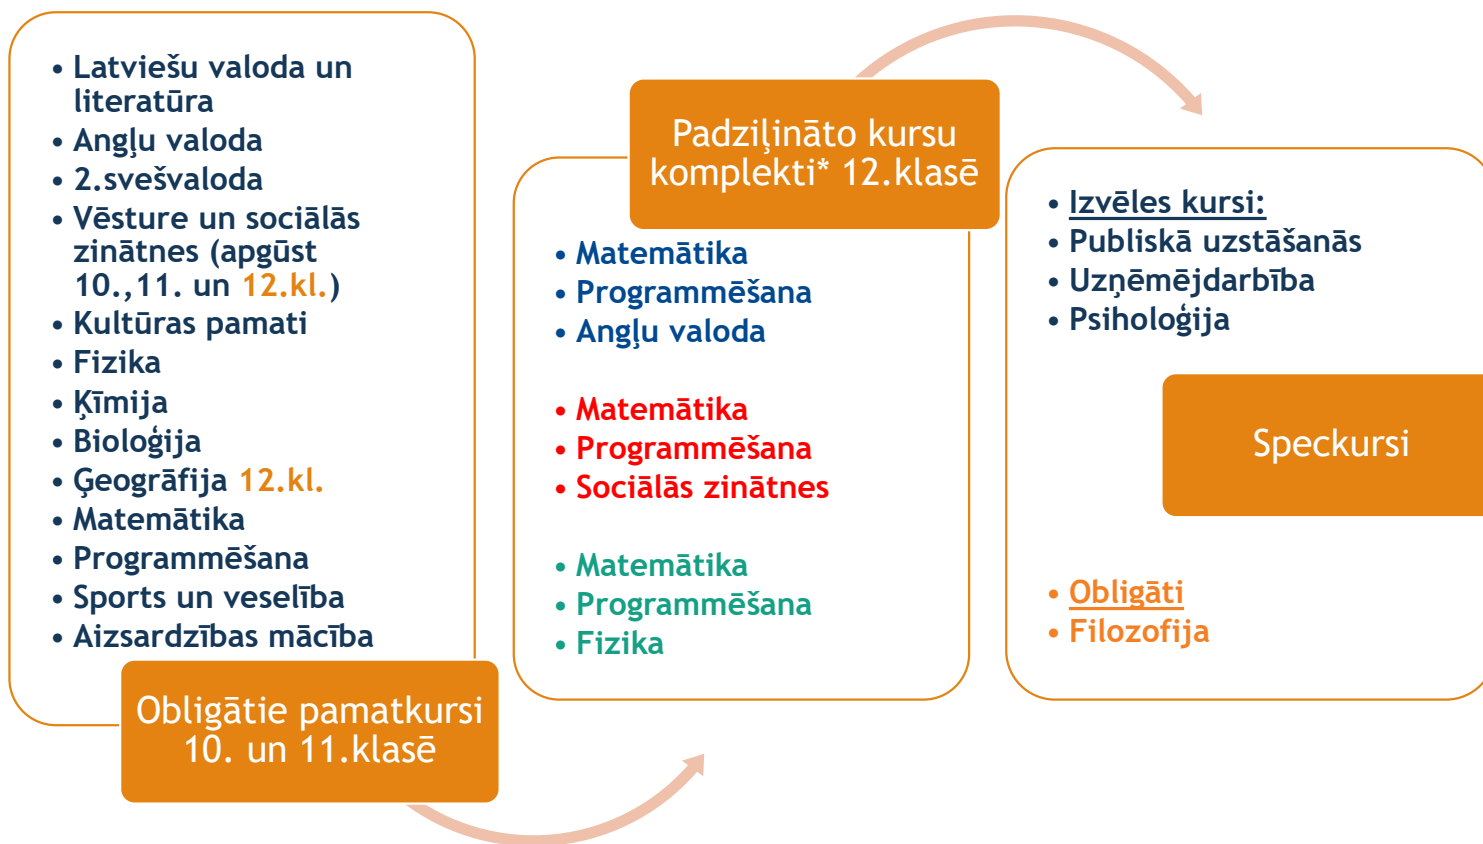 • Latviešu valoda un
literatūra
• Angļu valoda
• 2.svešvaloda
• Vēsture un sociālās
zinātnes (apgūst
10.,11. un 12.kl.)
• Kultūras pamati
• Fizika
• Ķīmija
• Bioloģija
• Ģeogrāfija 12.kl.
• Matemātika
• Programmēšana
• Sports un veselība
• Aizsardzības mācība
Obligātie pamatkursi
10. un 11.klasē
Padziļināto kursu
komplekti* 12.klasē
• Matemātika
• Programmēšana
• Angļu valoda
• Matemātika
• Programmēšana
• Sociālās zinātnes
• Matemātika
• Programmēšana
• Fizika
• Izvēles kursi:
• Publiskā uzstāšanās
• Uzņēmējdarbība
• Psiholoģija
Speckursi
• Obligāti
• Filozofija